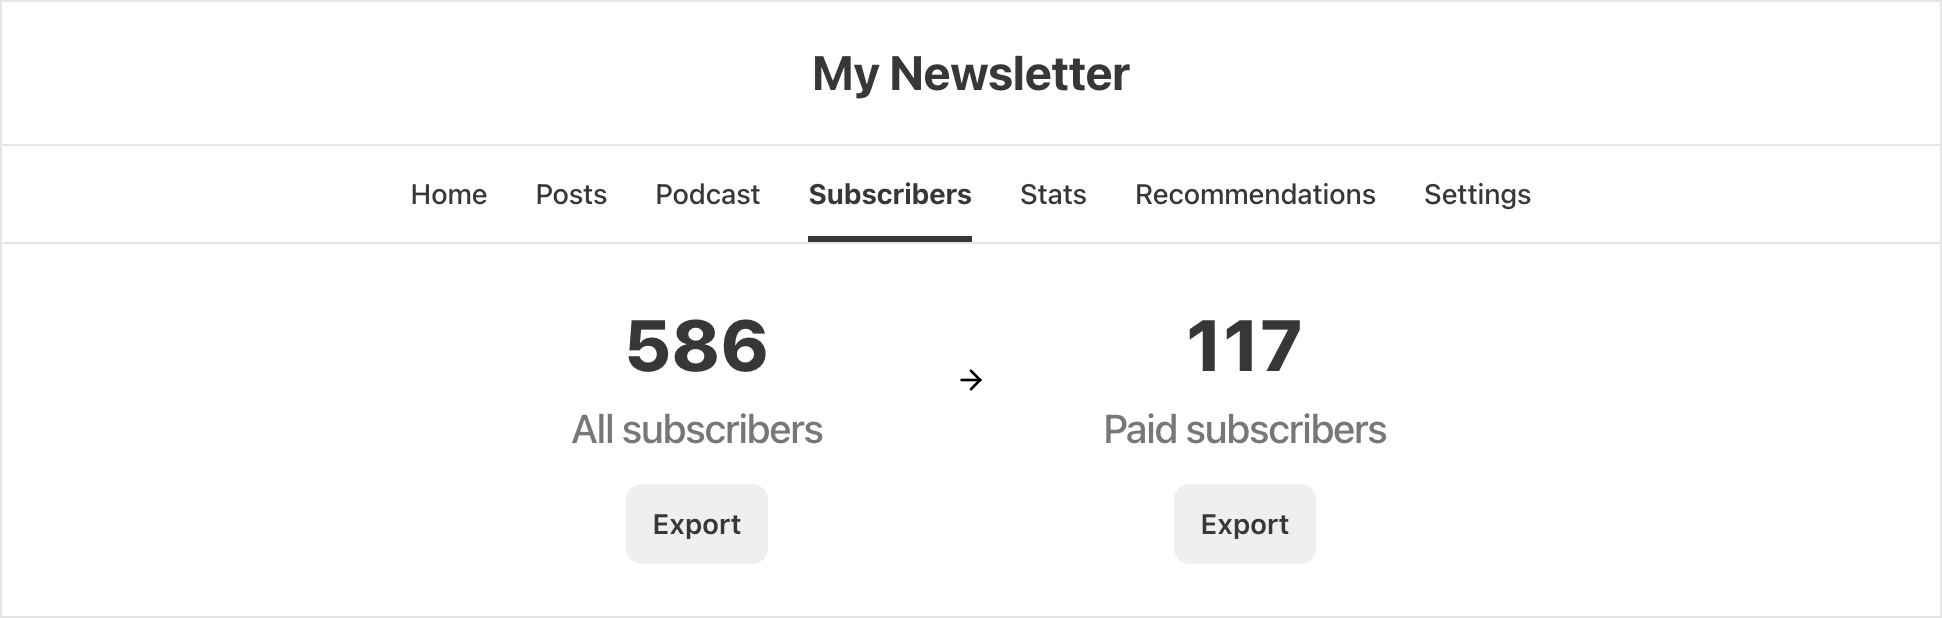 My Newsletter
Home Posts Podcast Subscribers Stats Recommendations Settings
586 → 117
All subscribers Paid subscribers
Export Export